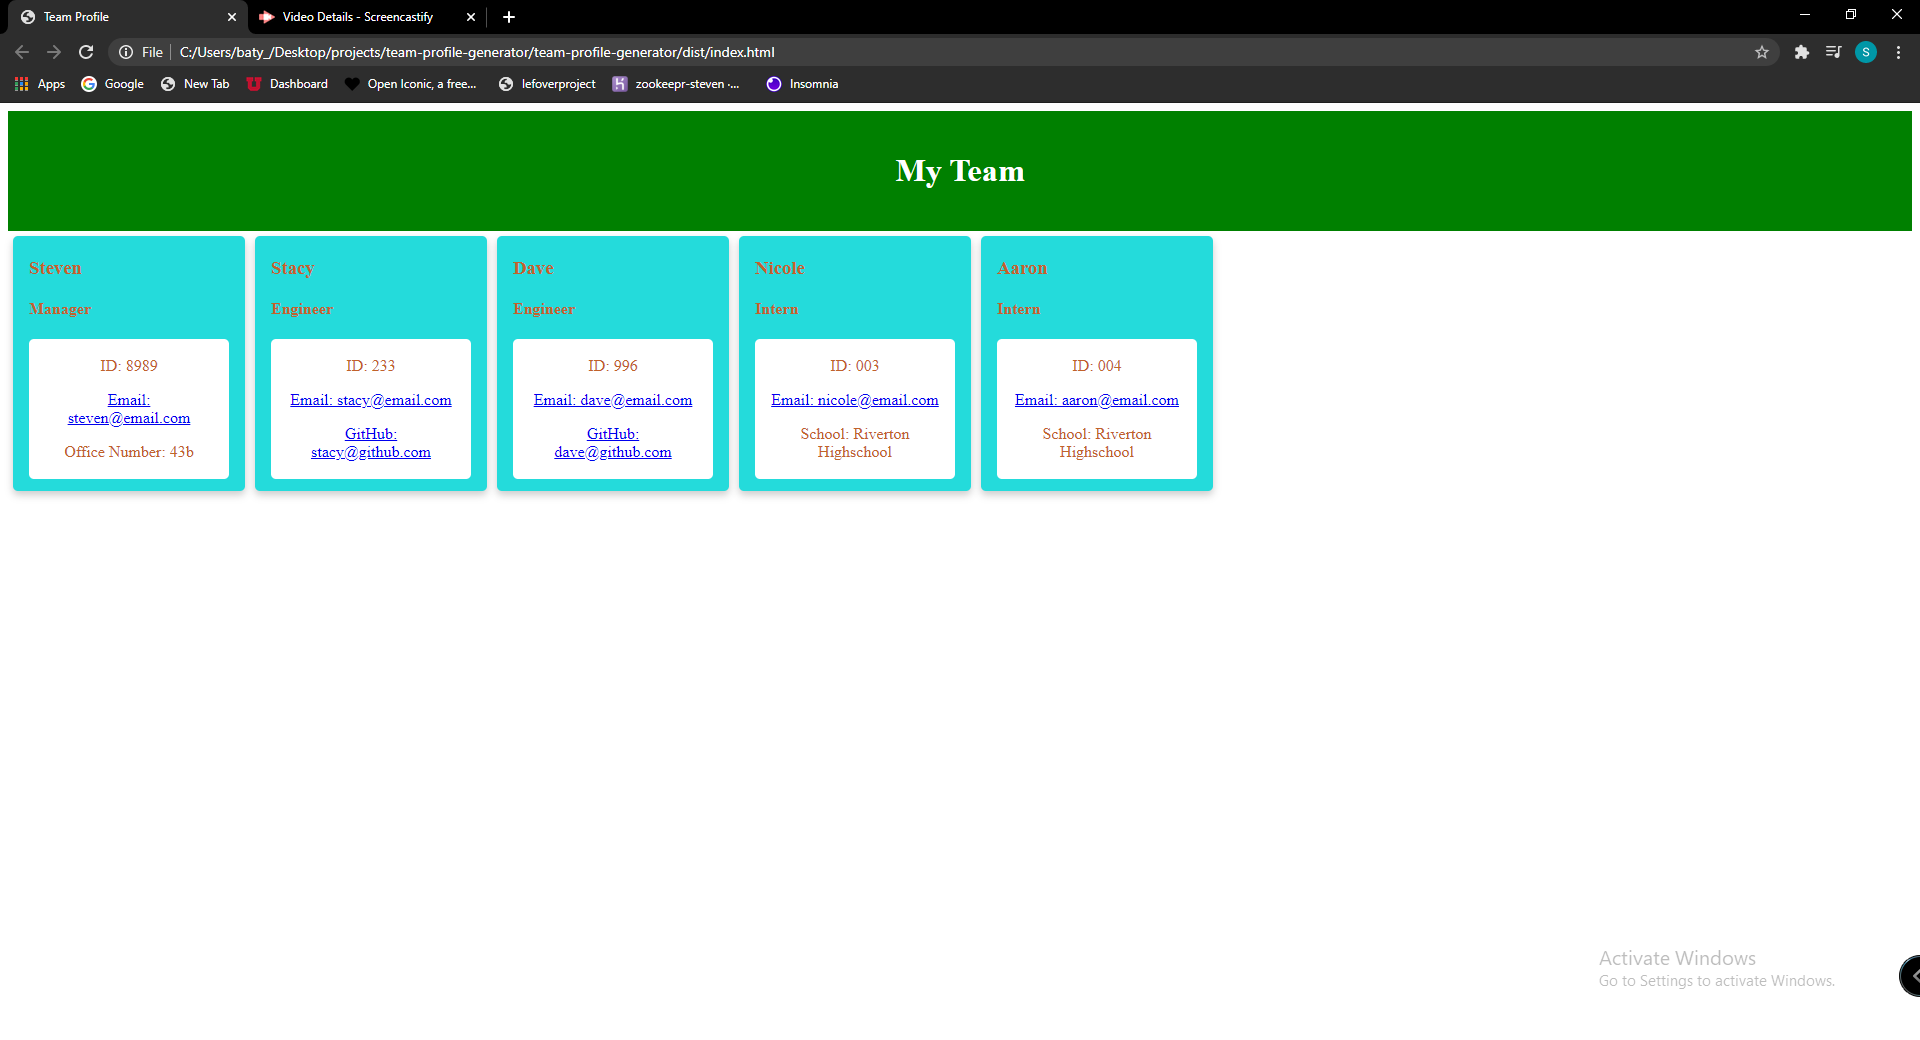 Team Profile
Video Details - Screencastify
File
C:/Users/baty_/Desktop/projects/team-profile-generator/team-profile-generator/dist/index.html
S
Apps
Google
New Tab
Dashboard
Open Iconic, a free...
lefoverproject
zookeepr-steven -...
Insomnia
My Team
Steven
Manager
ID: 8989
Email:
steven@email.com
Office Number: 43b
Stacy
Engineer
ID: 233
Email: stacy@email.com
GitHub:
stacy@github.com
Dave
Engineer
ID: 996
Email: dave@email.com
GitHub:
dave@github.com
Nicole
Intern
ID: 003
Email: nicole@email.com
School: Riverton
Highschool
Aaron
Intern
ID: 004
Email: aaron@email.com
School: Riverton
Highschool
Activate Windows
Go to Settings to activate Windows.